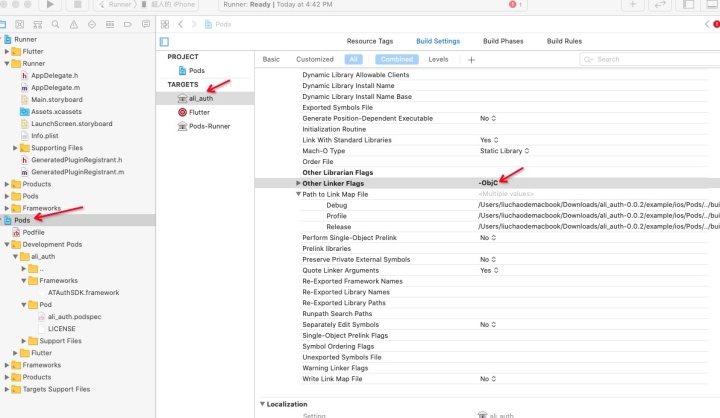 Runner 〉 超人的 iPhone
Runner: Ready | Today at 4:42 PM
1
Pods
Resource Tags
Build Settings
Build Phases
Build Rules
Basic
Customized
All
Combined
Levels
Search
Runner
Flutter
Runner
AppDelegate.h
AppDelegate.m
Main.storyboard
Assets.xcassets
LaunchScreen.storyboard
Info.plist
Supporting Files
GeneratedPluginRegistrant.h
GeneratedPluginRegistrant.m
Products
Pods
Frameworks
Pods
Podfile
Development Pods
ali_auth
..
Frameworks
ATAuthSDK.framework
Pod
ali_auth.podspec
LICENSE
Support Files
Flutter
Frameworks
Products
Targets Support Files
PROJECT
Pods
TARGETS
ali_auth
Flutter
Pods-Runner
Dynamic Library Allowable Clients
Dynamic Library Install Name
Dynamic Library Install Name Base
Exported Symbols File
Generate Position-Dependent Executable No
Initialization Routine
Link With Standard Libraries Yes
Mach-O Type Static Library
Order File
Other Librarian Flags
Other Linker Flags -ObjC
Path to Link Map File <Multiple values>
Debug /Users/liuchaodemacbook/Downloads/ali_auth-0.0.2/example/ios/Pods/../bui
Profile /Users/liuchaodemacbook/Downloads/ali_auth-0.0.2/example/ios/Pods/../bui
Release /Users/liuchaodemacbook/Downloads/ali_auth-0.0.2/example/ios/Pods/../bui
Perform Single-Object Prelink No
Prelink libraries
Preserve Private External Symbols No
Quote Linker Arguments Yes
Re-Exported Framework Names
Re-Exported Library Names
Re-Exported Library Paths
Runpath Search Paths
Separately Edit Symbols No
Single-Object Prelink Flags
Symbol Ordering Flags
Unexported Symbols File
Warning Linker Flags
Write Link Map File No
Localization
Setting ali_auth